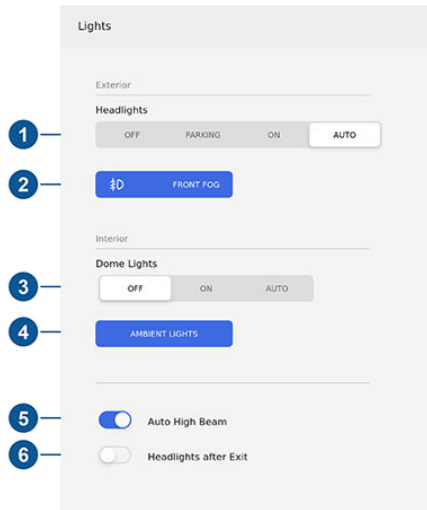 Lights
Exterior
Headlights
1 OFF PARKING ON AUTO
2 FRONT FOG
Interior
Dome Lights
3 OFF ON AUTO
4 AMBIENT LIGHTS
5 Auto High Beam
6 Headlights after Exit